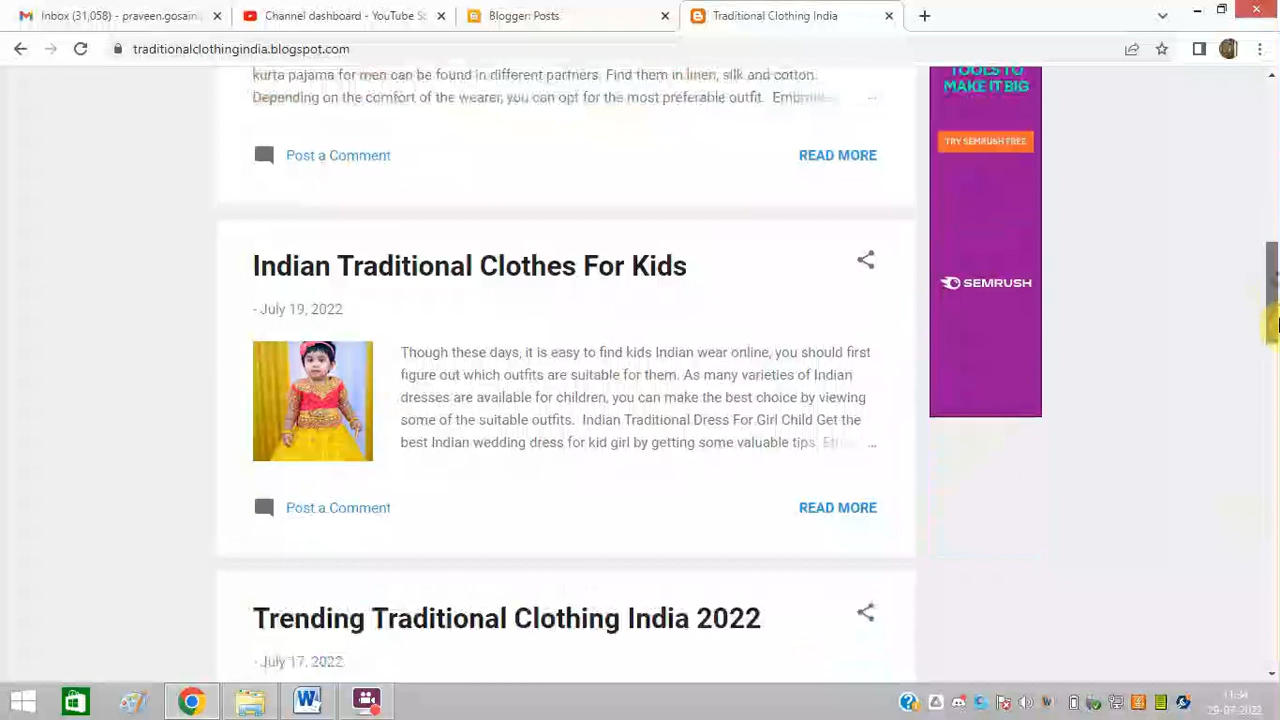 Inbox (31,058) - praveen.gosain
Channel dashboard - YouTube S
Blogger: Posts
Traditional Clothing India
traditionalclothingindia.blogspot.com
kurta pajama for men can be found in different partners. Find them in linen, silk and cotton.
Depending on the comfort of the wearer, you can opt for the most preferable outfit.
...
Post a Comment
READ MORE
TOOLS TO
MAKE IT BIG
TRY SEMRUSH FREE
SEMRUSH
Indian Traditional Clothes For Kids
- July 19, 2022
Though these days, it is easy to find kids Indian wear online, you should first
figure out which outfits are suitable for them. As many varieties of Indian
dresses are available for children, you can make the best choice by viewing
some of the suitable outfits. Indian Traditional Dress For Girl Child Get the
best Indian wedding dress for kid girl by getting some valuable tips. ...
Post a Comment
READ MORE
Trending Traditional Clothing India 2022
- July 17, 2022
11:34
29-07-2022